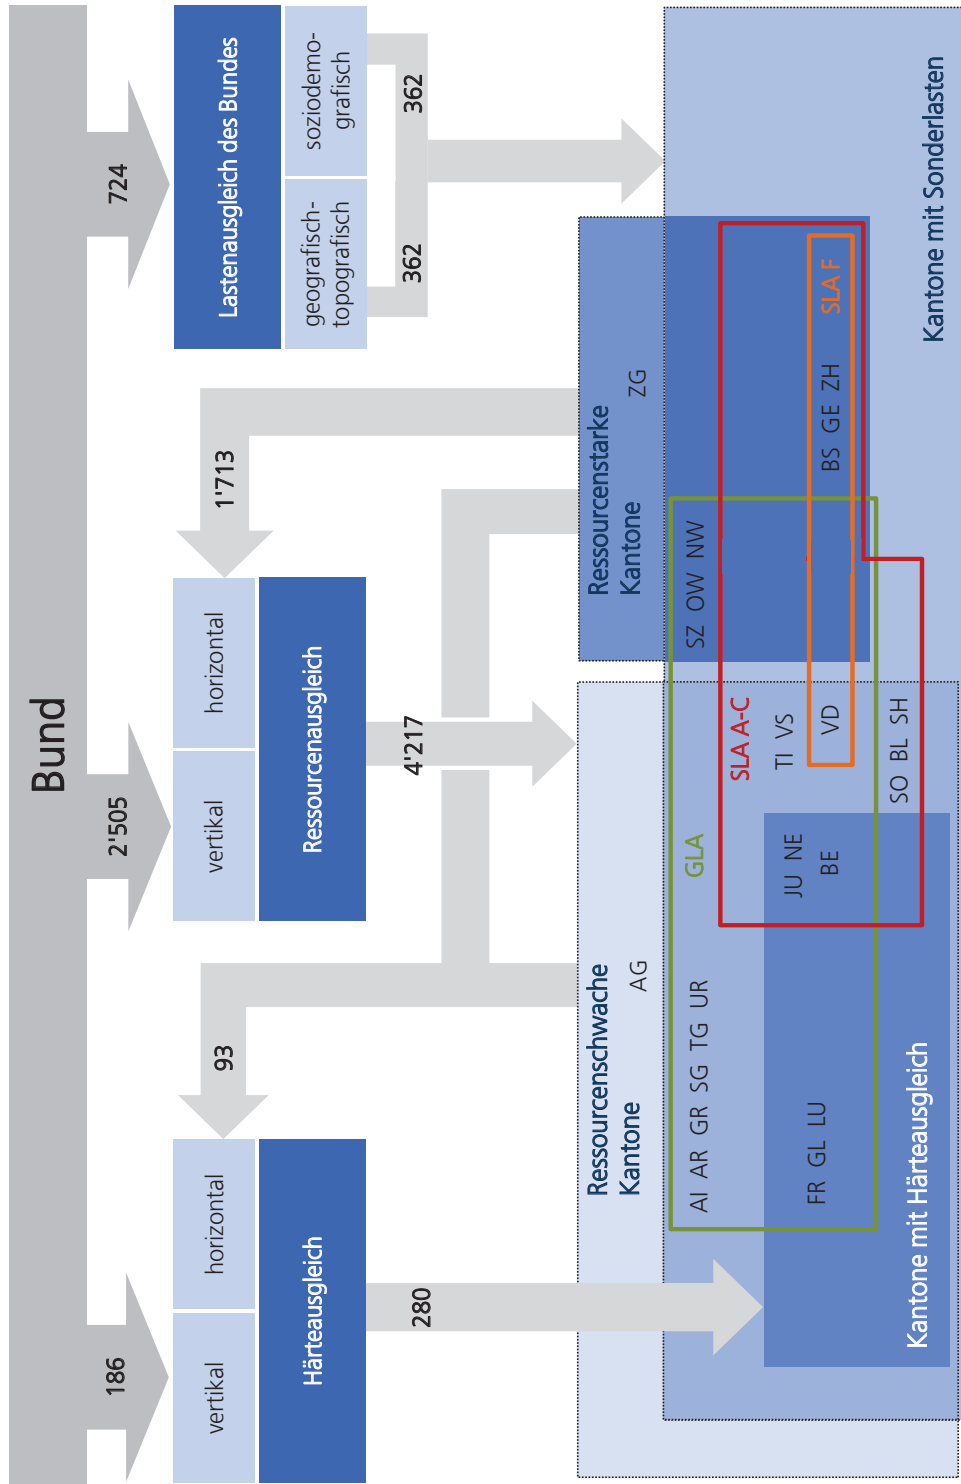 Bund
186
2'505
724
vertikal
horizontal
Härteausgleich
93
vertikal
horizontal
Ressourcenausgleich
1'713
Lastenausgleich des Bundes
geografisch-
topografisch
soziodemo-
grafisch
280
4'217
362
362
Ressourcenschwache
Kantone
AG
Ressourcenstarke
Kantone
ZG
AI AR GR SG TG UR
GLA
SZ OW NW
SLA A-C
TI VS
JU NE
FR GL LU
BE
VD
BS GE ZH
SLA F
SO BL SH
Kantone mit Härteausgleich
Kantone mit Sonderlasten